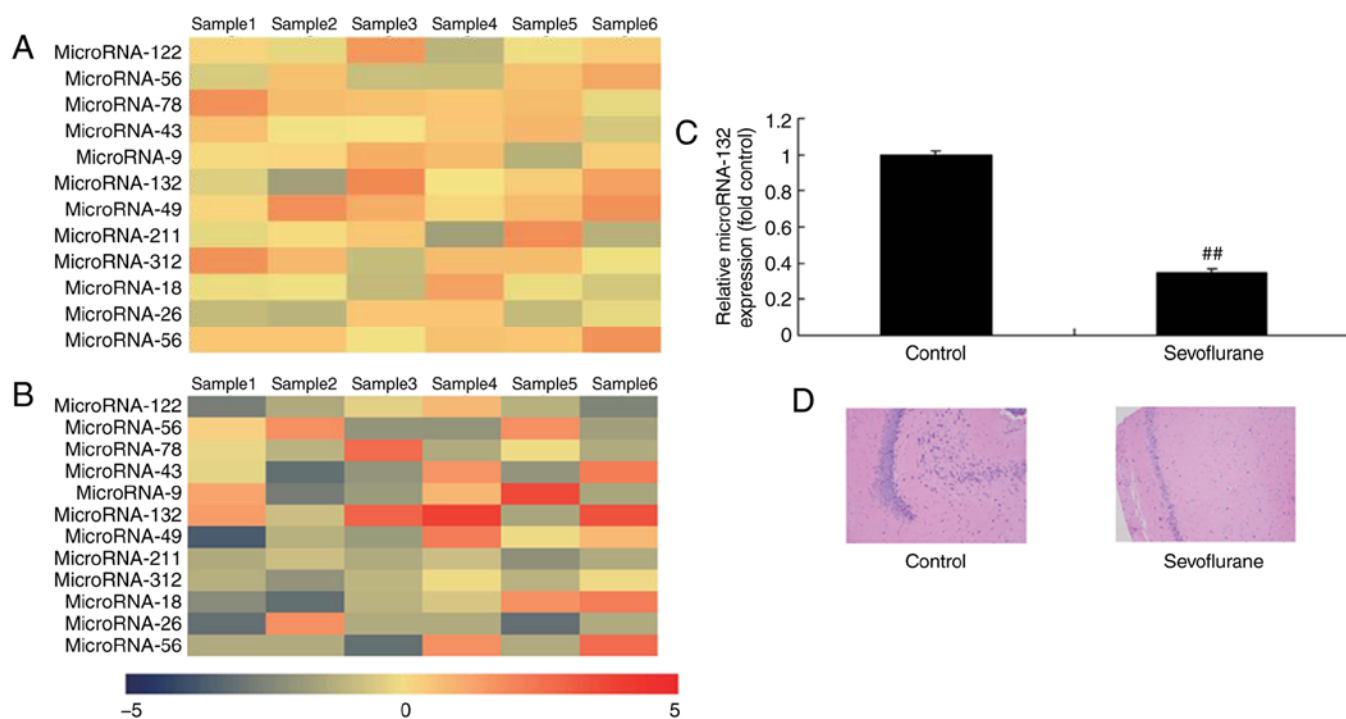 A
Sample1 Sample2 Sample3 Sample4 Sample5 Sample6
MicroRNA-122
MicroRNA-56
MicroRNA-78
MicroRNA-43
MicroRNA-9
MicroRNA-132
MicroRNA-49
MicroRNA-211
MicroRNA-312
MicroRNA-18
MicroRNA-26
MicroRNA-56
B
Sample1 Sample2 Sample3 Sample4 Sample5 Sample6
MicroRNA-122
MicroRNA-56
MicroRNA-78
MicroRNA-43
MicroRNA-9
MicroRNA-132
MicroRNA-49
MicroRNA-211
MicroRNA-312
MicroRNA-18
MicroRNA-26
MicroRNA-56
−5 0 5
C
Relative microRNA-132
expression (fold control)
1.2
1
0.8
0.6
0.4
0.2
0
##
Control Sevoflurane
D
Control Sevoflurane